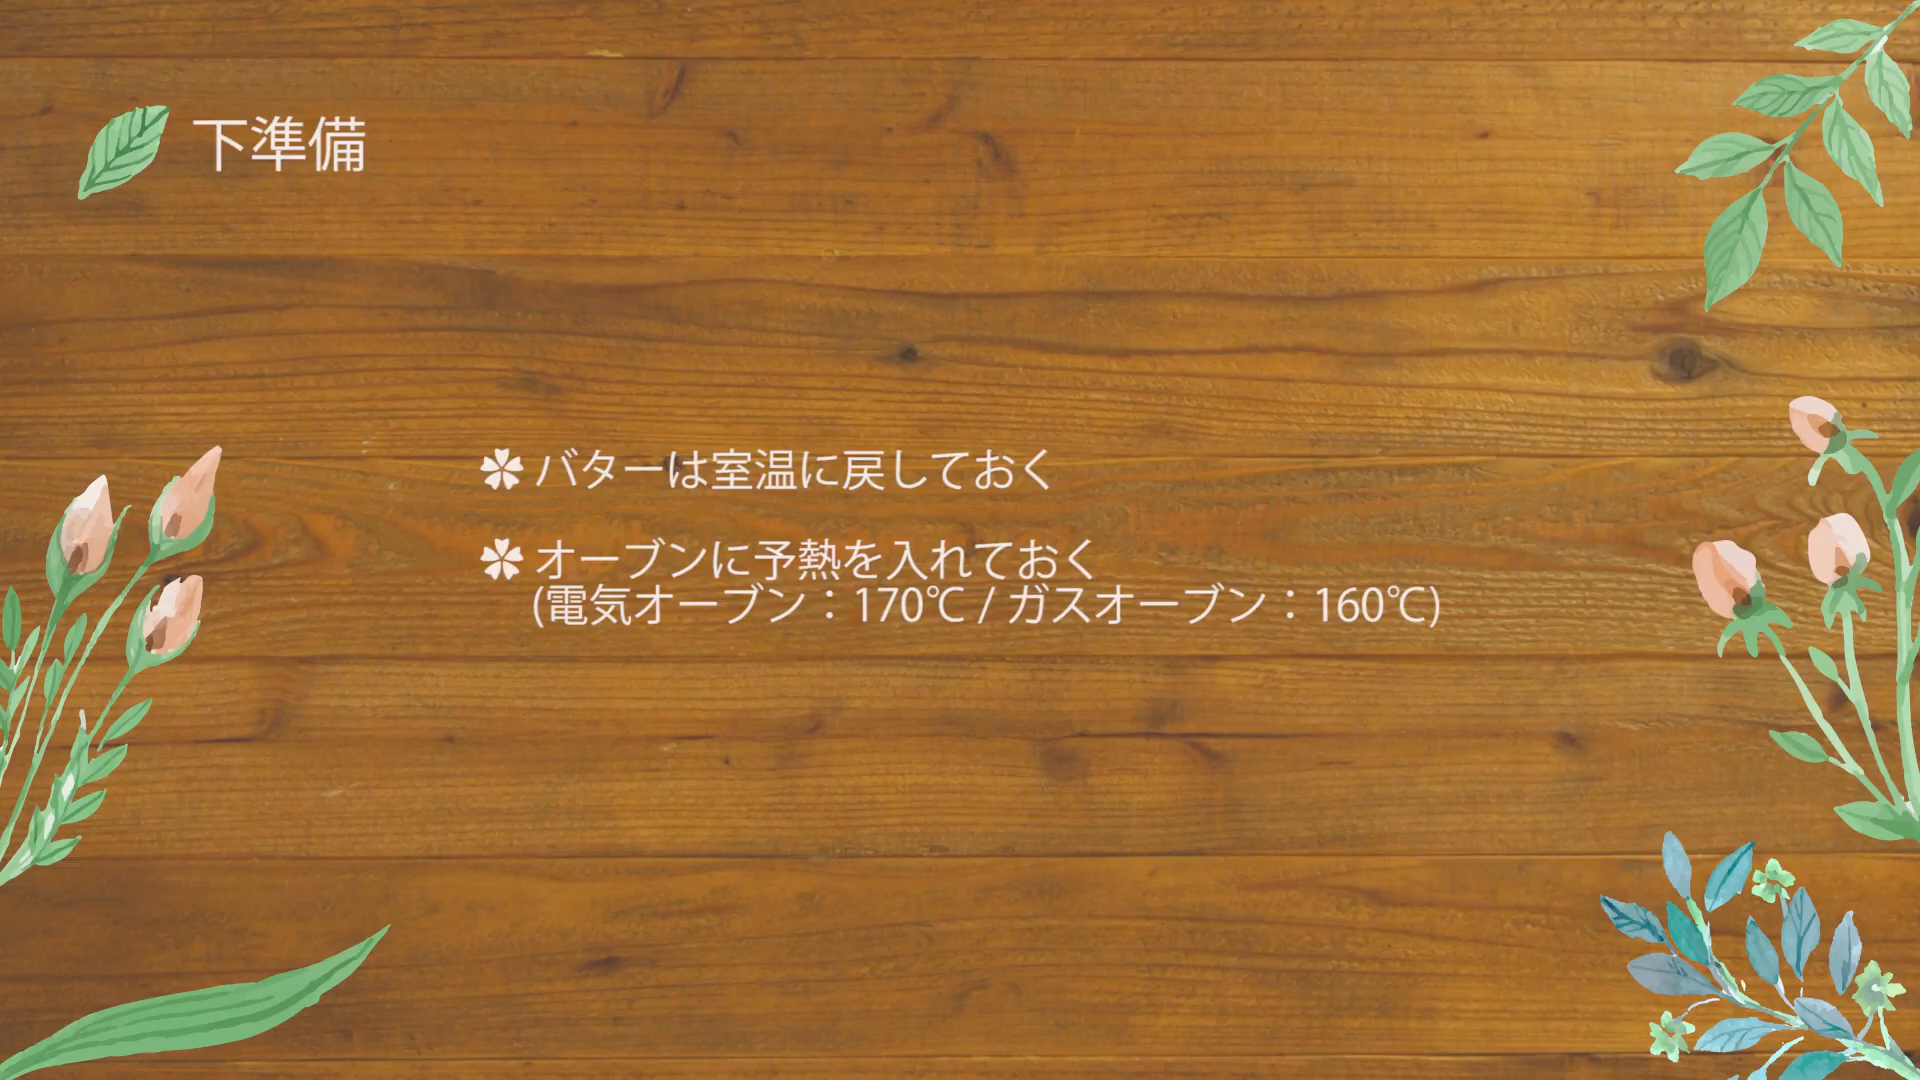 下準備
✿ バターは室温に戻しておく
✿ オーブンに予熱を入れておく
(電気オーブン：170℃ / ガスオーブン：160℃)